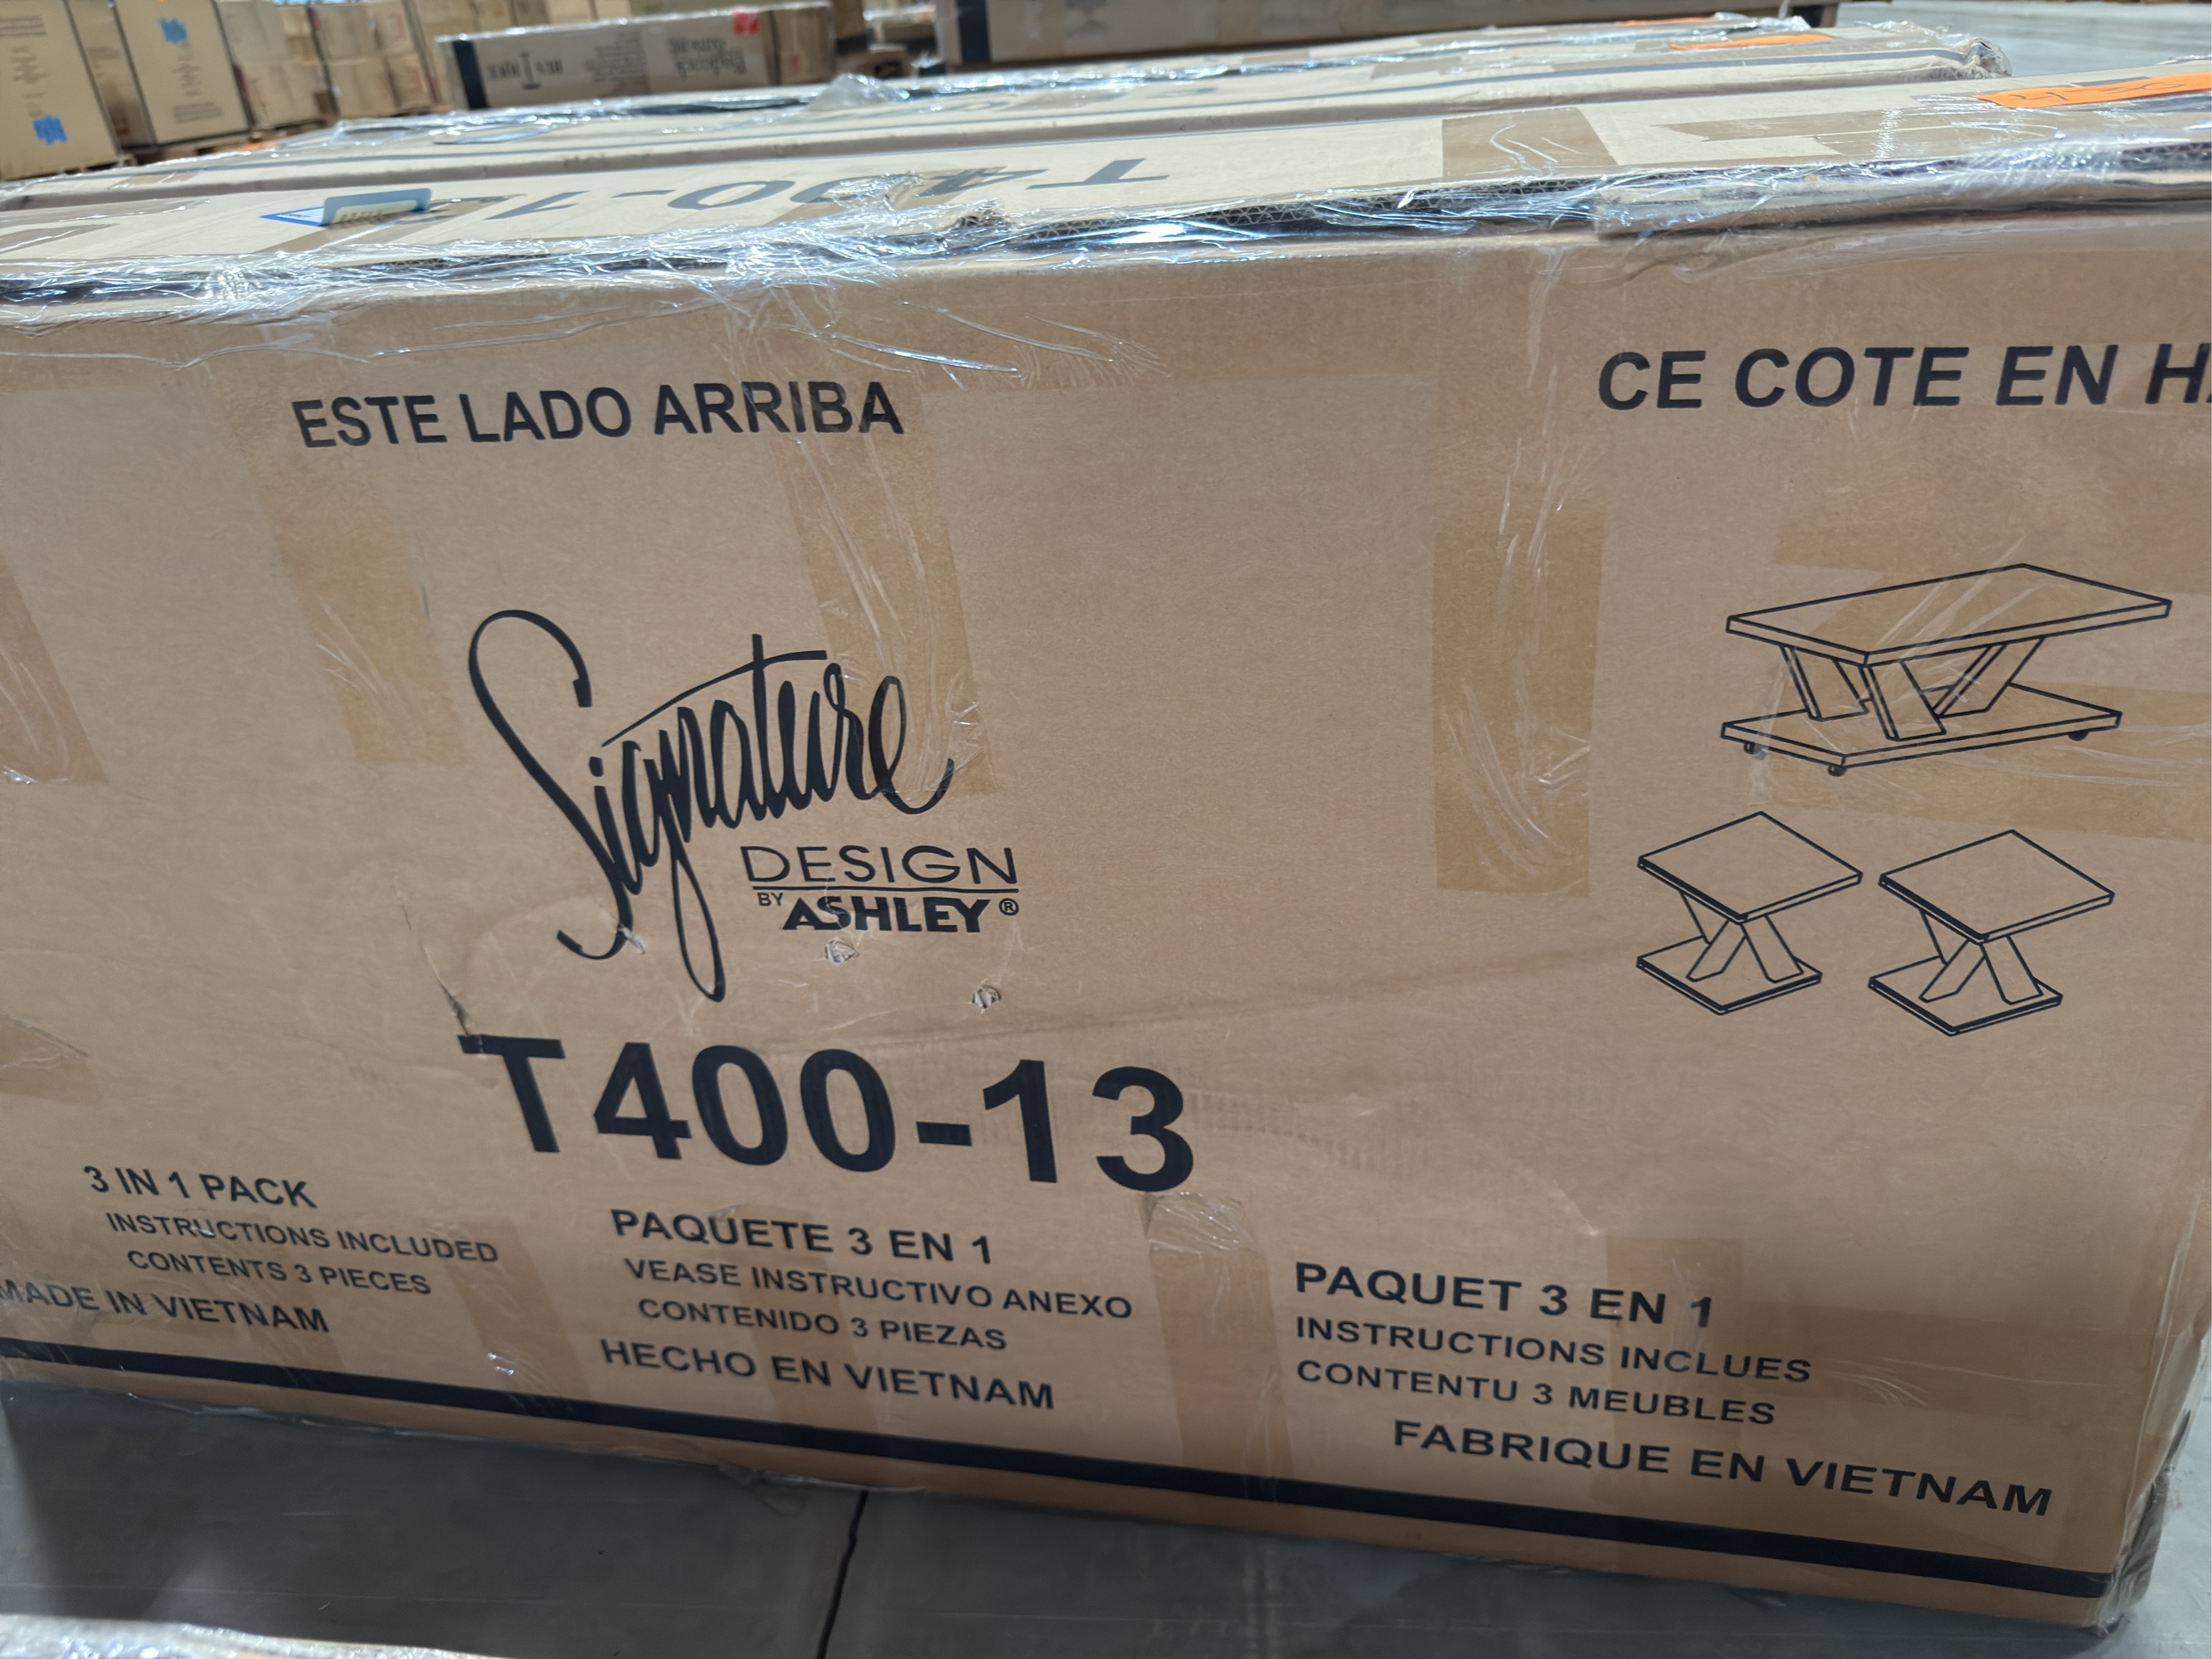 T400-13
ESTE LADO ARRIBA
CE COTE EN
Signature
DESIGN
BY ASHLEY®
T400-13
3 IN 1 PACK
INSTRUCTIONS INCLUDED
CONTENTS 3 PIECES
MADE IN VIETNAM
PAQUETE 3 EN 1
VEASE INSTRUCTIVO ANEXO
CONTENIDO 3 PIEZAS
HECHO EN VIETNAM
PAQUET 3 EN 1
INSTRUCTIONS INCLUES
CONTENTU 3 MEUBLES
FABRIQUE EN VIETNAM